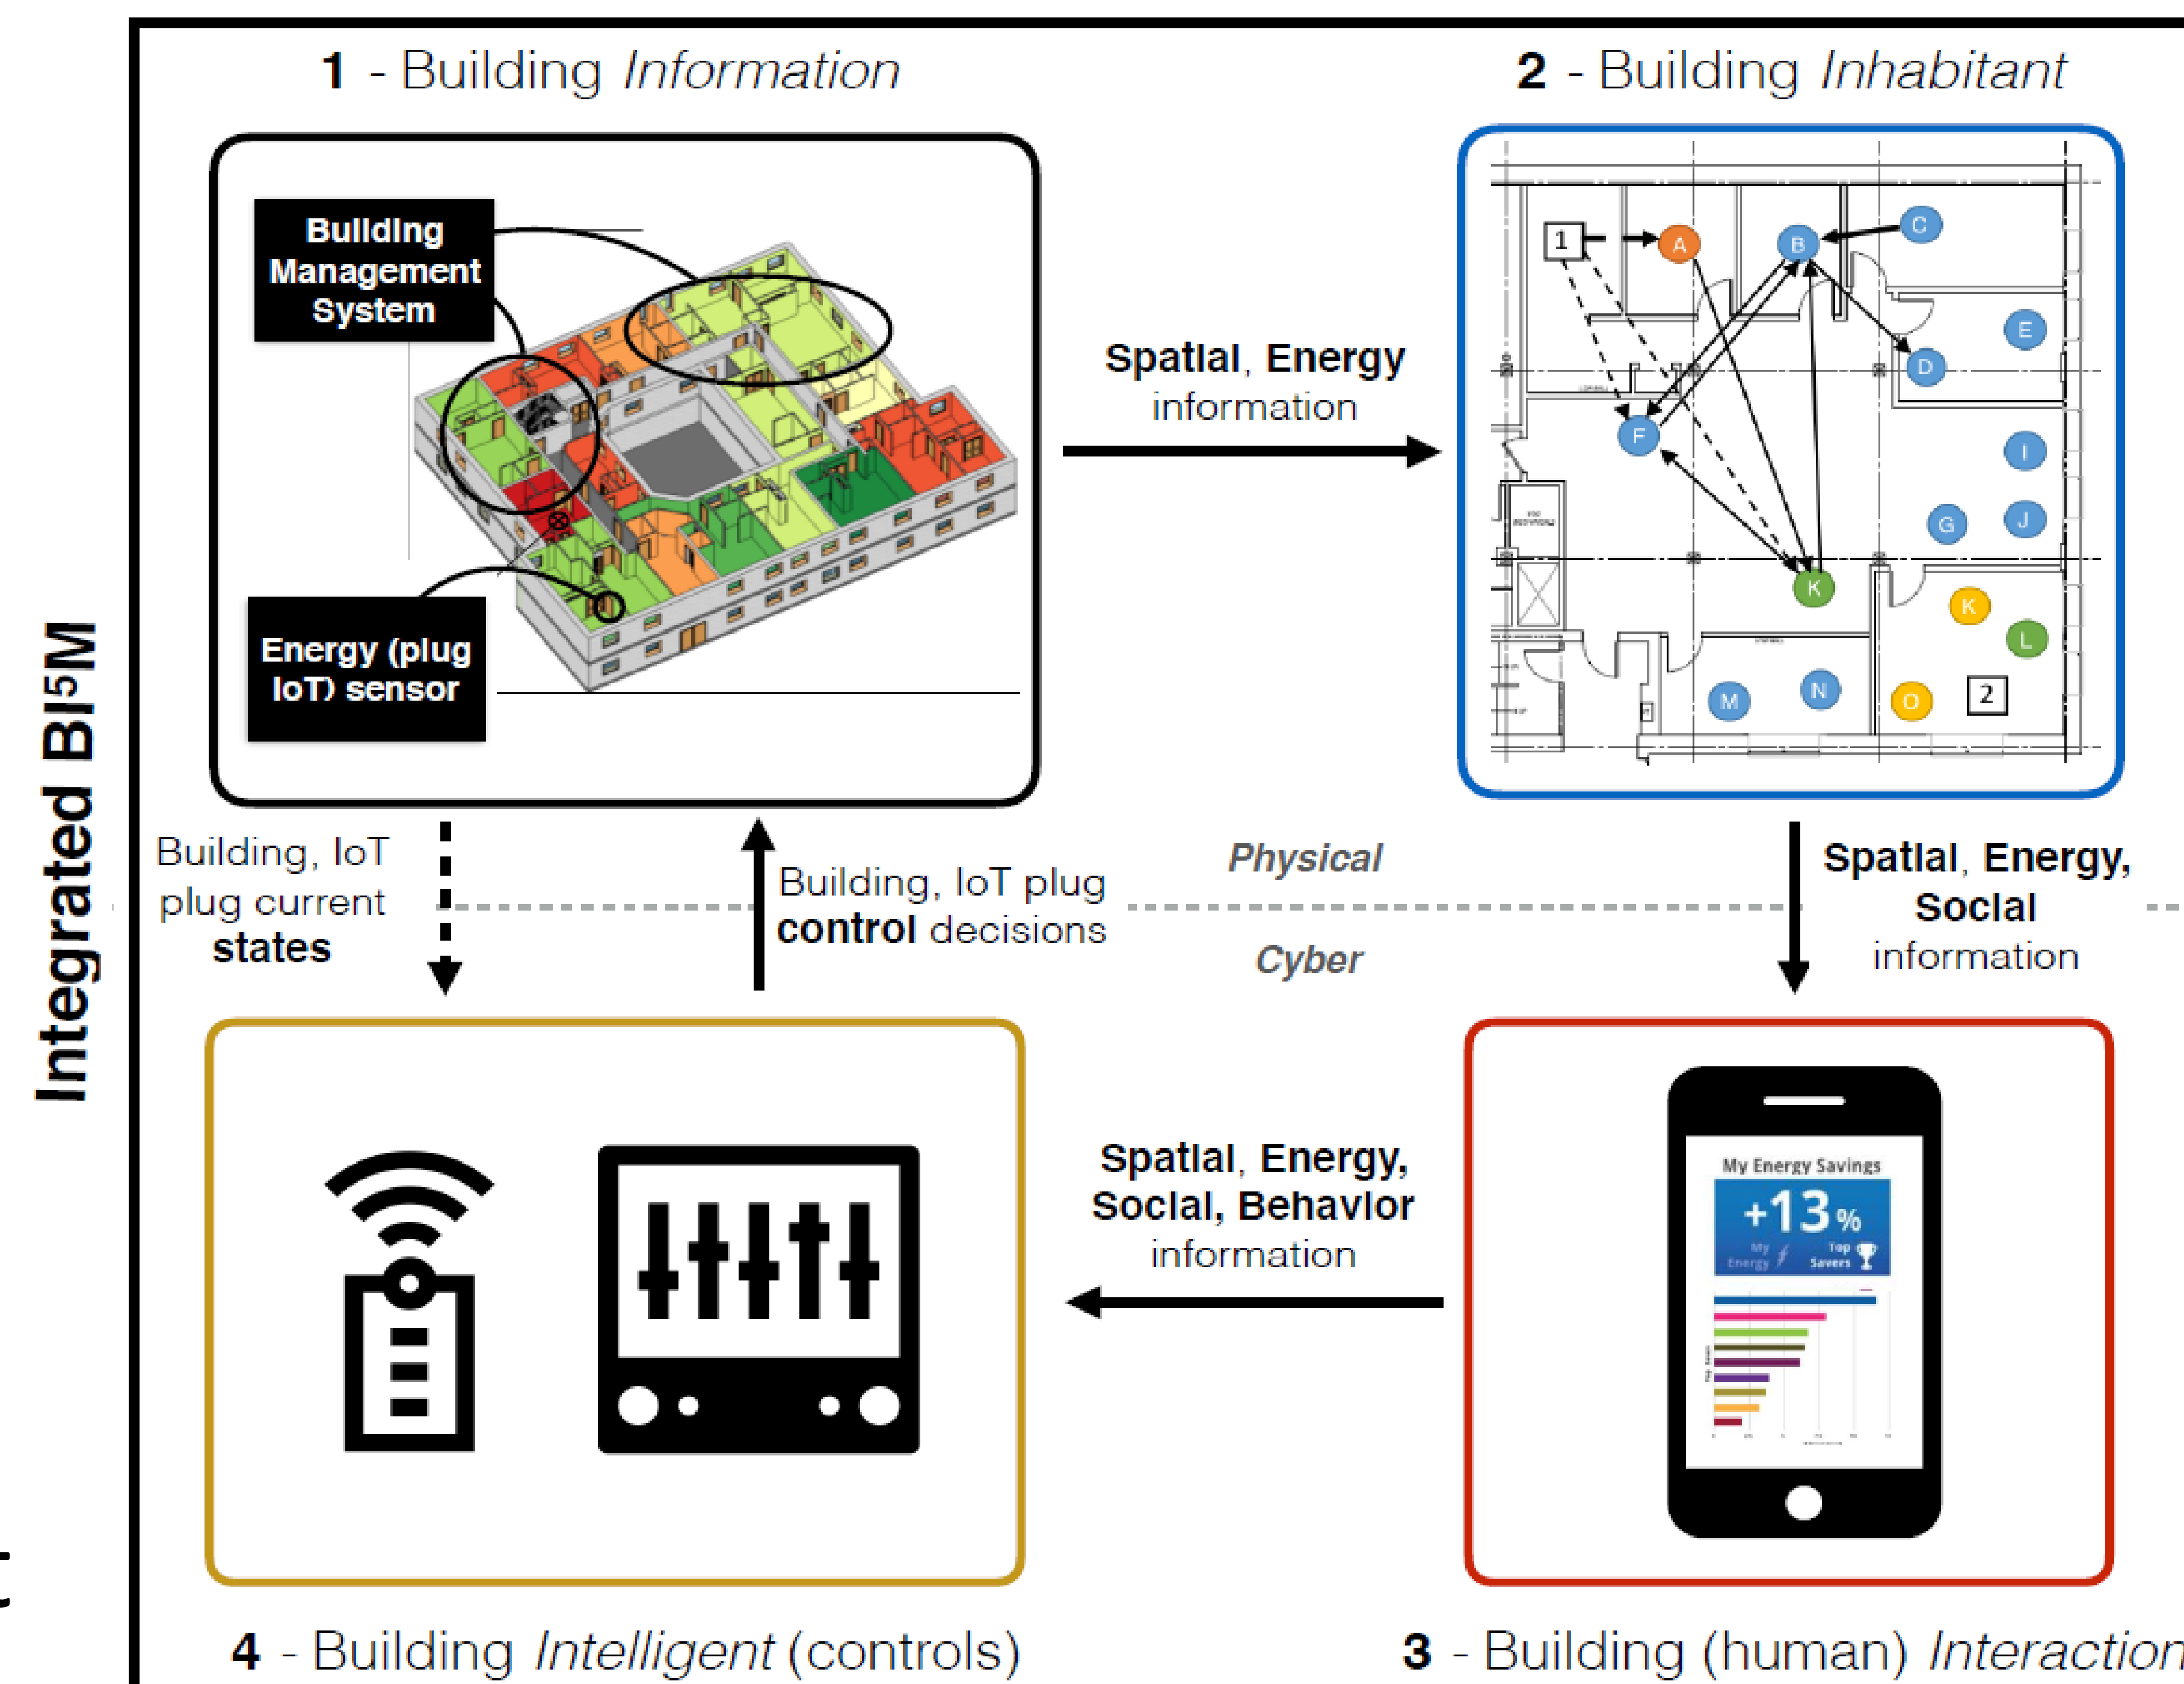 Integrated BI⁵M
1 - Building Information
2 - Building Inhabitant
Building
Management
System
Energy (plug
IoT) sensor
Spatial, Energy
information
1
A
B
C
E
D
F
I
G
J
K
K
L
M
N
O
2
Building, IoT
plug current
states
Building, IoT plug
control decisions
Physical
Cyber
Spatial, Energy,
Social
information
Spatial, Energy,
Social, Behavior
information
My Energy Savings
+13%
My
Energy
Top
Savers
4 - Building Intelligent (controls)
3 - Building (human) Interaction
t